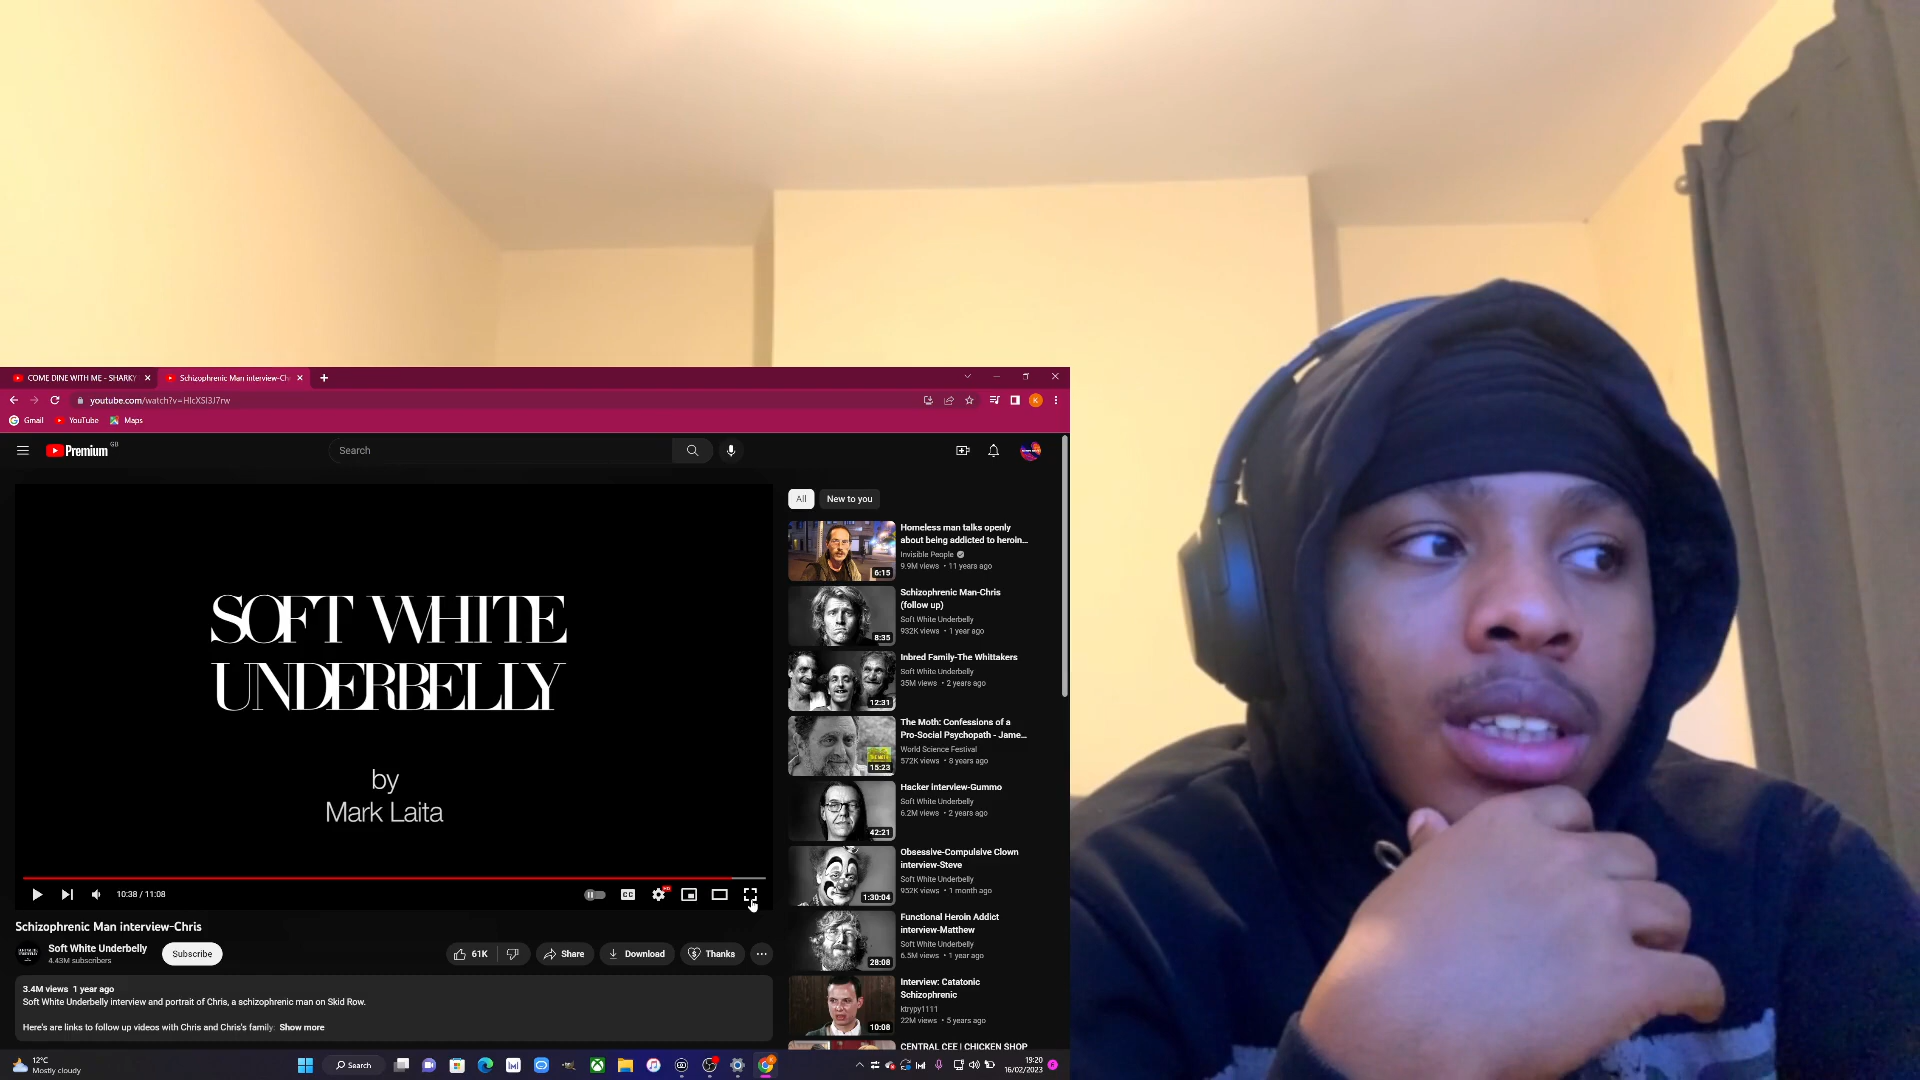 COME DINE WITH ME - SHARKY
Schizophrenic Man interview-Ch
youtube.com/watch?v=HlcXSI3J7rw
Gmail
YouTube
Maps
Premium GB
Search
SOFT WHITE
UNDERBELLY
by
Mark Laita
10:38 / 11:08
CC
HD
Schizophrenic Man interview-Chris
Soft White Underbelly
4.43M subscribers
Subscribe
61K
Share
Download
Thanks
3.4M views 1 year ago
Soft White Underbelly interview and portrait of Chris, a schizophrenic man on Skid Row.
Here's are links to follow up videos with Chris and Chris's family: Show more
All
New to you
Homeless man talks openly
about being addicted to heroin...
Invisible People
9.9M views • 11 years ago
6:15
Schizophrenic Man-Chris
(follow up)
Soft White Underbelly
932K views • 1 year ago
8:35
Inbred Family-The Whittakers
Soft White Underbelly
35M views • 2 years ago
12:31
The Moth: Confessions of a
Pro-Social Psychopath - Jame...
World Science Festival
572K views • 8 years ago
15:23
Hacker interview-Gummo
Soft White Underbelly
6.2M views • 2 years ago
42:21
Obsessive-Compulsive Clown
interview-Steve
Soft White Underbelly
952K views • 1 month ago
1:30:04
Functional Heroin Addict
interview-Matthew
Soft White Underbelly
6.5M views • 1 year ago
28:08
Interview: Catatonic
Schizophrenic
ktrypy1111
22M views • 5 years ago
10:08
CENTRAL CEE | CHICKEN SHOP
12°C
Mostly cloudy
Search
19:20
16/02/2023